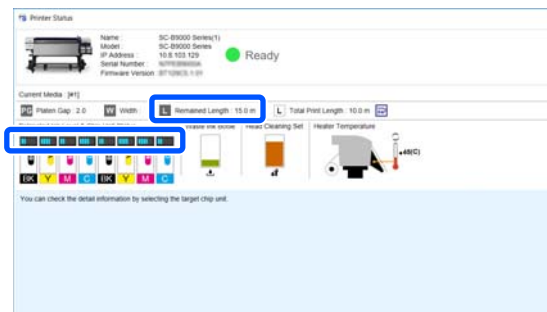 Printer Status
Name : SC-B9000 Series(1)
Model : SC-B9000 Series
IP Address : 10.8.103.129
Serial Number :
Firmware Version :
Ready
Current Media : [#1]
PG Platen Gap : 2.0 W Width : L Remained Length : 15.0 m L Total Print Length : 10.0 m
Waste Ink Bottle Head Cleaning Set Heater Temperature
48(C)
BK Y M C BK Y M C
You can check the detail information by selecting the target chip unit.